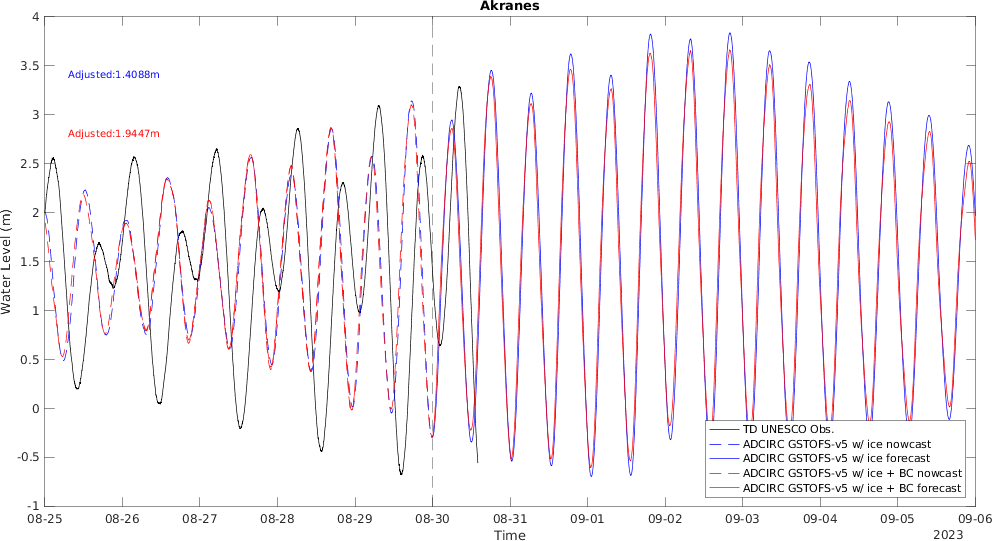 Akranes
Adjusted:1.4088m
Adjusted:1.9447m
Water Level (m)
4
3.5
3
2.5
2
1.5
1
0.5
0
-0.5
-1
TD UNESCO Obs.
ADCIRC GSTOFS-v5 w/ ice nowcast
ADCIRC GSTOFS-v5 w/ ice forecast
ADCIRC GSTOFS-v5 w/ ice + BC nowcast
ADCIRC GSTOFS-v5 w/ ice + BC forecast
08-25 08-26 08-27 08-28 08-29 08-30 08-31 09-01 09-02 09-03 09-04 09-05 09-06
Time
2023